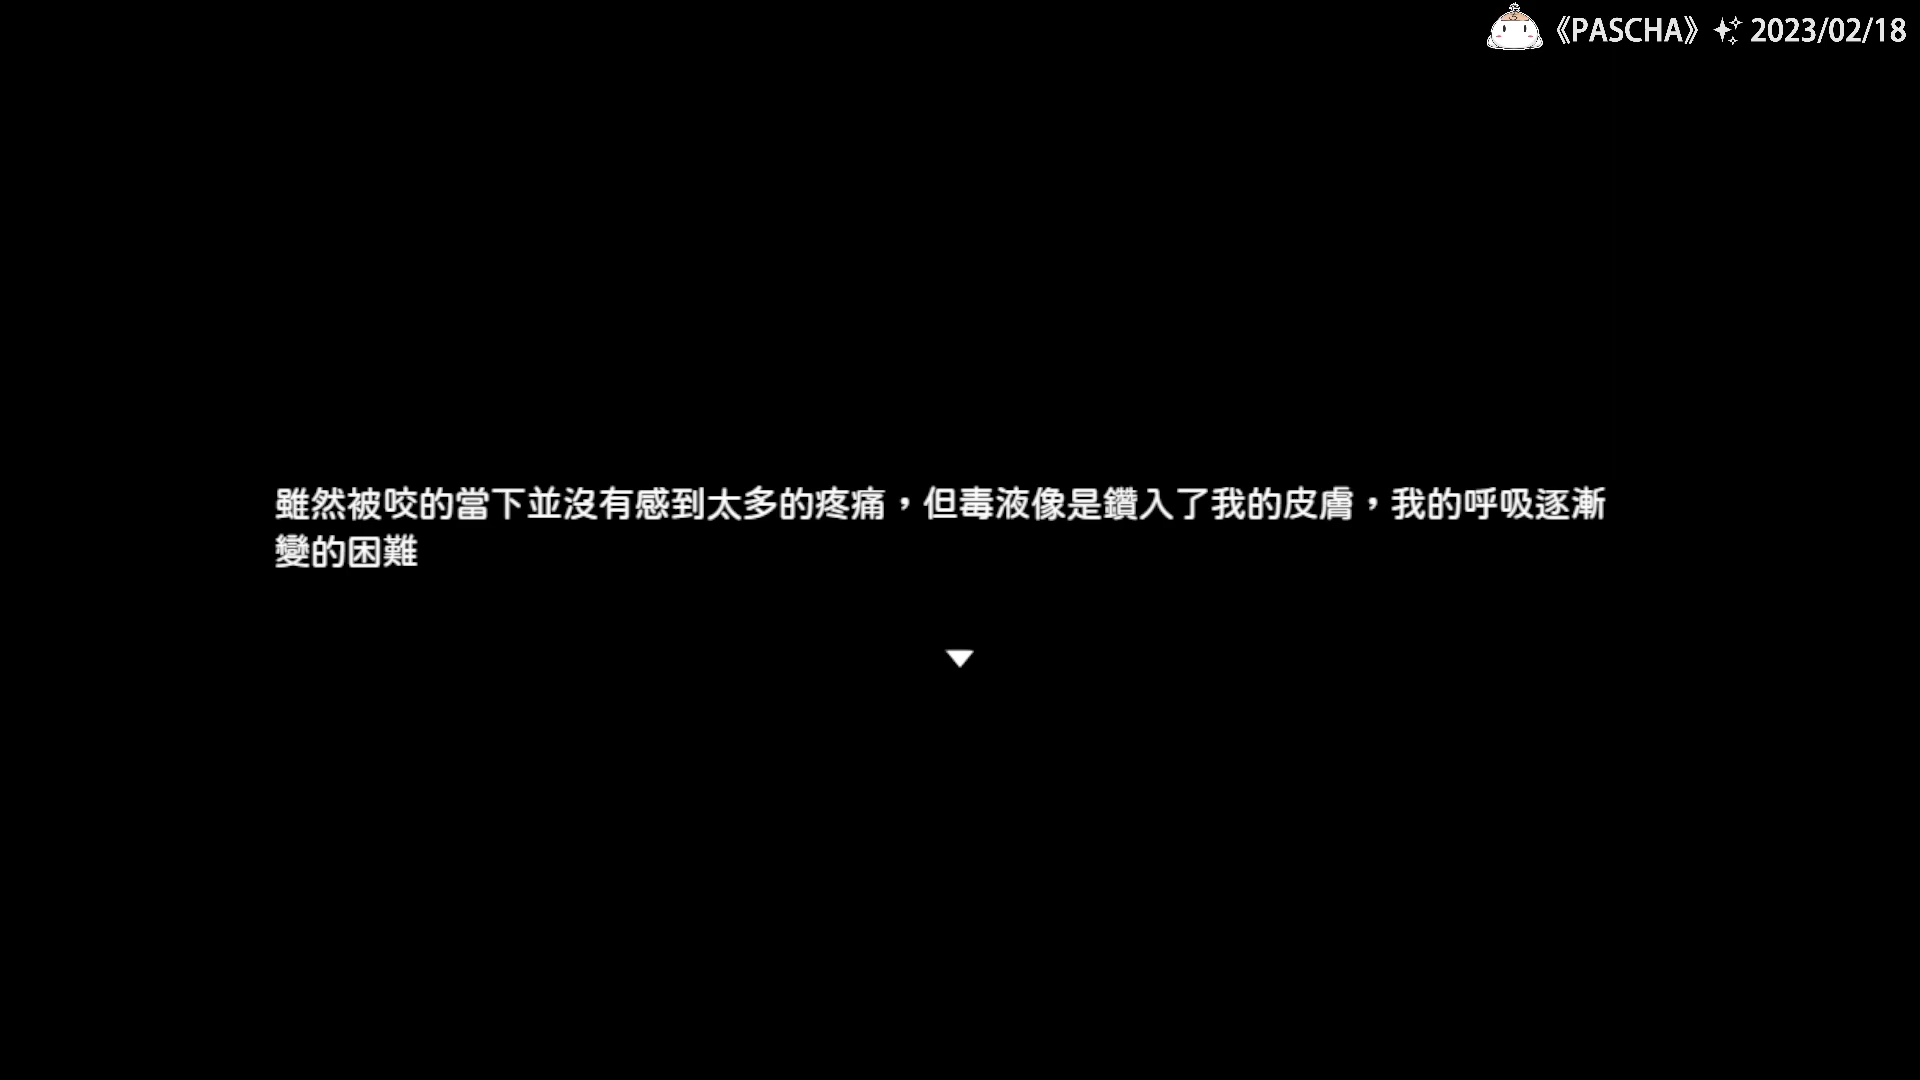 《PASCHA》 2023/02/18
雖然被咬的當下並沒有感到太多的疼痛，但毒液像是鑽入了我的皮膚，我的呼吸逐漸
變的困難